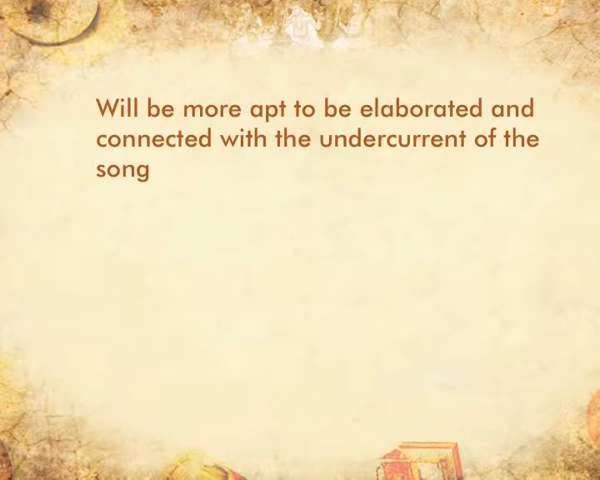 Will be more apt to be elaborated and
connected with the undercurrent of the
song